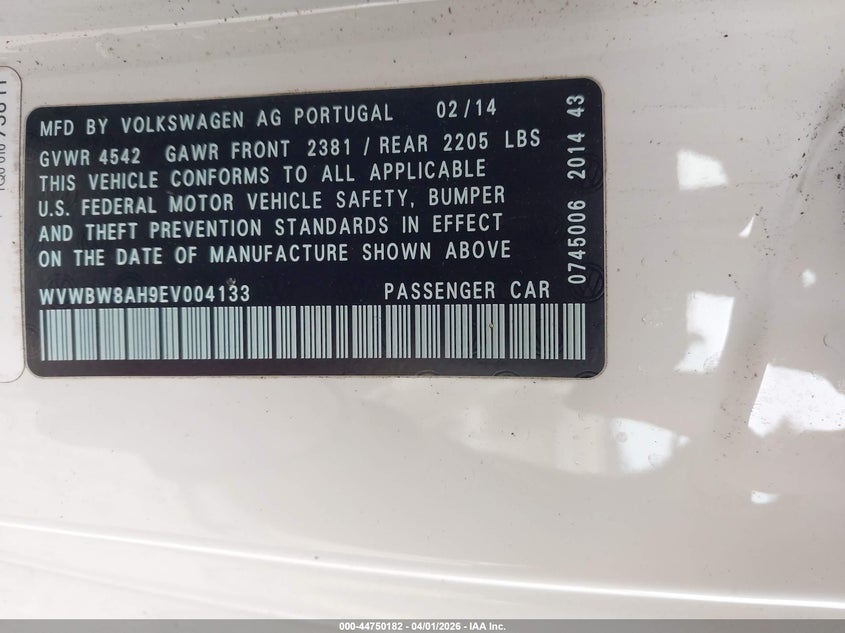 MFD BY VOLKSWAGEN AG PORTUGAL 02/14
GVWR 4542 GAWR FRONT 2381 / REAR 2205 LBS
THIS VEHICLE CONFORMS TO ALL APPLICABLE
U.S. FEDERAL MOTOR VEHICLE SAFETY, BUMPER
AND THEFT PREVENTION STANDARDS IN EFFECT
ON THE DATE OF MANUFACTURE SHOWN ABOVE
WVWBW8AH9EV004133 PASSENGER CAR
0745006 2014 43
000-44750182 - 04/01/2026 - IAA Inc.